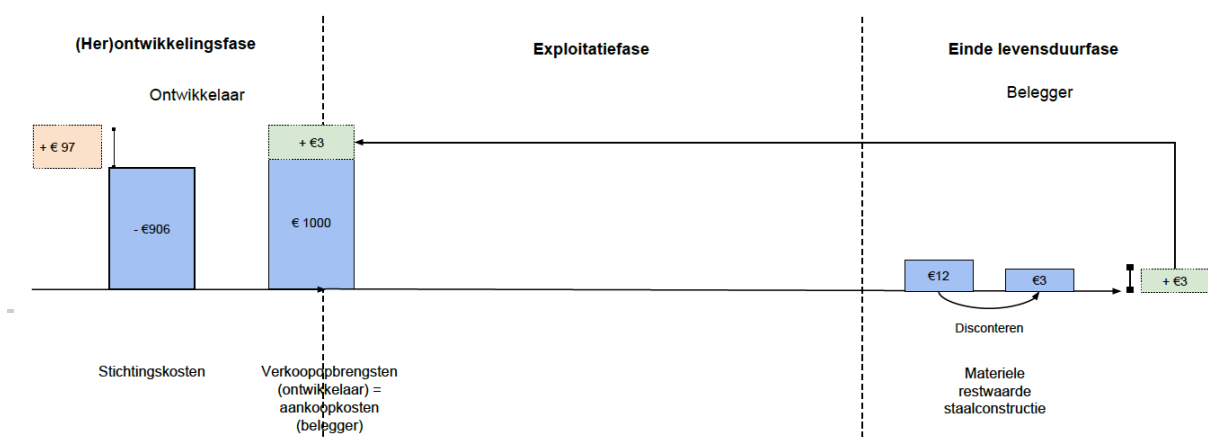 (Her)ontwikkelingsfase
Exploitatiefase
Einde levensduurfase
Ontwikkelaar
Belegger
+ € 97
+ €3
- €906
€ 1000
€12
€3
+ €3
Disconteren
Stichtingskosten
Verkoopopbrengsten
(ontwikkelaar) =
aankoopkosten
(belegger)
Materiele
restwaarde
staalconstructie